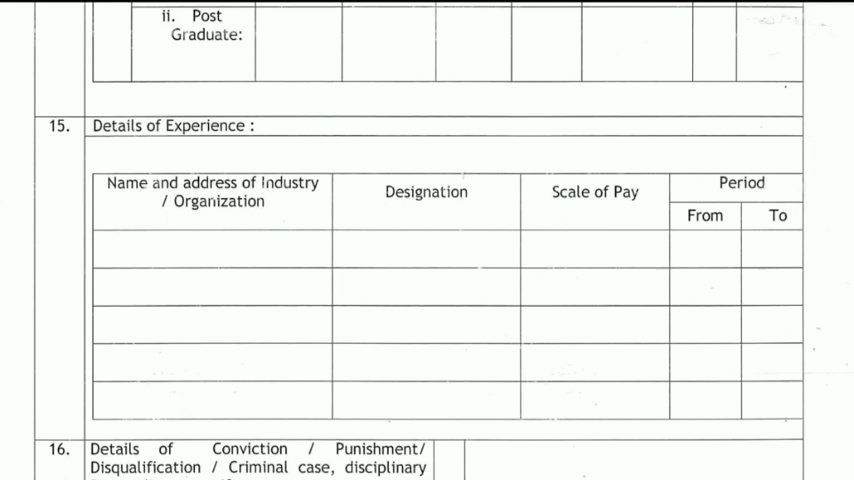 ii. Post
Graduate:
15. Details of Experience :
Name and address of Industry
/ Organization
Designation
Scale of Pay
Period
From
To
16. Details of Conviction / Punishment/
Disqualification / Criminal case, disciplinary